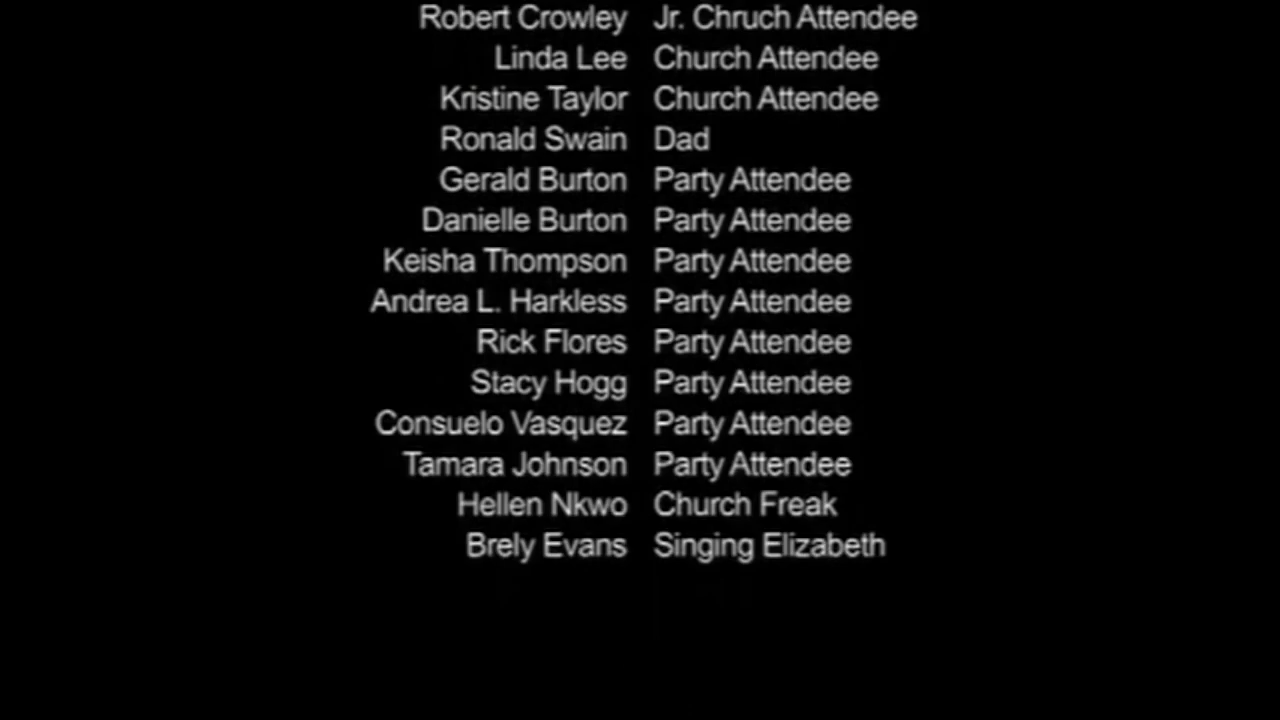 Robert Crowley Jr. Chruch Attendee
Linda Lee Church Attendee
Kristine Taylor Church Attendee
Ronald Swain Dad
Gerald Burton Party Attendee
Danielle Burton Party Attendee
Keisha Thompson Party Attendee
Andrea L. Harkless Party Attendee
Rick Flores Party Attendee
Stacy Hogg Party Attendee
Consuelo Vasquez Party Attendee
Tamara Johnson Party Attendee
Hellen Nkwo Church Freak
Brely Evans Singing Elizabeth